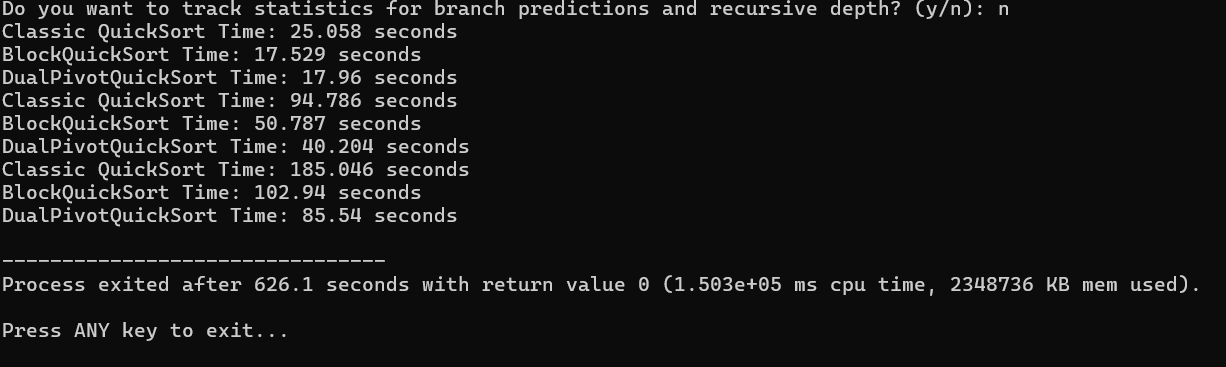 Do you want to track statistics for branch predictions and recursive depth? (y/n): n
Classic QuickSort Time: 25.058 seconds
BlockQuickSort Time: 17.529 seconds
DualPivotQuickSort Time: 17.96 seconds
Classic QuickSort Time: 94.786 seconds
BlockQuickSort Time: 50.787 seconds
DualPivotQuickSort Time: 40.204 seconds
Classic QuickSort Time: 185.046 seconds
BlockQuickSort Time: 102.94 seconds
DualPivotQuickSort Time: 85.54 seconds
--------------------------------
Process exited after 626.1 seconds with return value 0 (1.503e+05 ms cpu time, 2348736 KB mem used).
Press ANY key to exit...